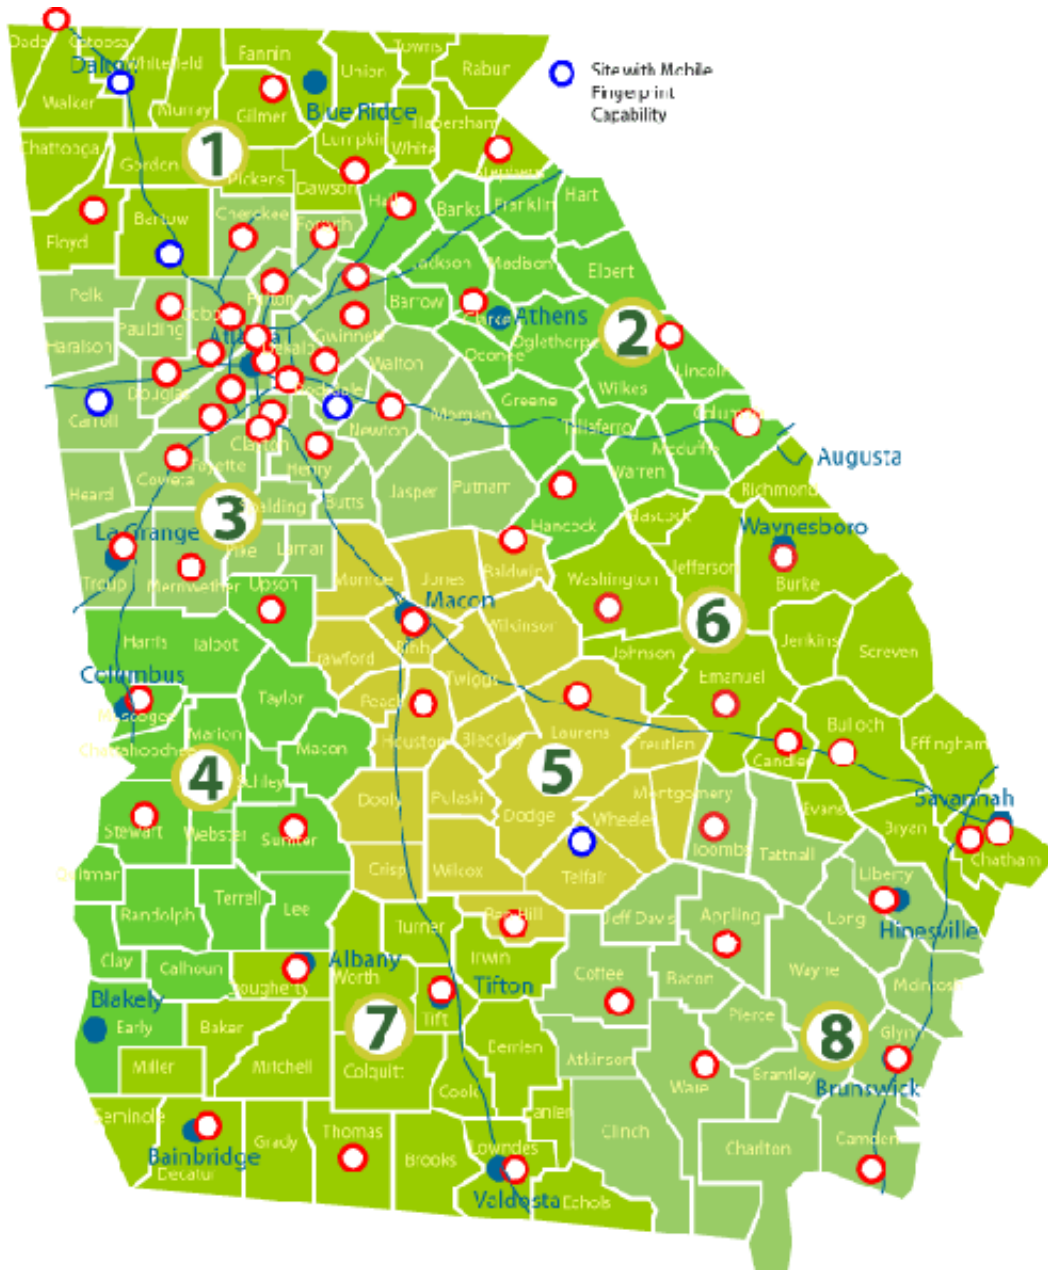 Site with Mobile
Fingerprint
Capability
Dade
Catoosa
Whitefield
Fannin
Towns
Rabun
Union
Dalton
Walker
Murray
Gilmer
Blue Ridge
Habersham
Lumpkin
White
Chattooga
Gordon
1
Pickens
Dawson
Stephens
Hall
Banks
Franklin
Hart
Bartow
Cherokee
Forsyth
Floyd
Jackson
Madison
Elbert
Polk
Paulding
Cobb
Fulton
Barrow
Clarke
Athens
2
Haralson
Gwinnett
Oglethorpe
Atlanta
Dekalb
Oconee
Walton
Lincoln
Douglas
Rockdale
Wilkes
Greene
Carroll
Newton
Morgan
Taliaferro
Columbia
Clayton
Mcduffie
Augusta
Coweta
Fayette
Henry
Warren
Heard
Butts
Jasper
Putnam
Richmond
3
Spalding
Hancock
Glascock
La Grange
Waynesboro
Pike
Lamar
Troup
Meriwether
Upson
Monroe
Jones
Baldwin
Washington
Jefferson
Burke
Macon
Wilkinson
6
Harris
Talbot
Bibb
Crawford
Johnson
Jenkins
Screven
Columbus
Taylor
Peach
Twiggs
Emanuel
Muscogee
Marion
Chattahoochee
Macon
Houston
Bleckley
Laurens
Treutlen
Candler
Bulloch
Effingham
4
Schley
5
Dooly
Pulaski
Dodge
Wheeler
Montgomery
Evans
Bryan
Savannah
Stewart
Webster
Sumter
Toombs
Tattnall
Chatham
Quitman
Crisp
Wilcox
Telfair
Liberty
Randolph
Terrell
Lee
Turner
Ben Hill
Jeff Davis
Appling
Long
Hinesville
Clay
Calhoun
Albany
Worth
Irwin
Dougherty
Coffee
Bacon
Wayne
Mcintosh
Blakely
Tifton
Early
Baker
7
Tift
Pierce
8
Glyn
Miller
Mitchell
Colquitt
Berrien
Atkinson
Ware
Brantley
Brunswick
Cook
Seminole
Lanier
Grady
Thomas
Brooks
Lowndes
Clinch
Charlton
Camden
Bainbridge
Decatur
Valdosta
Echols